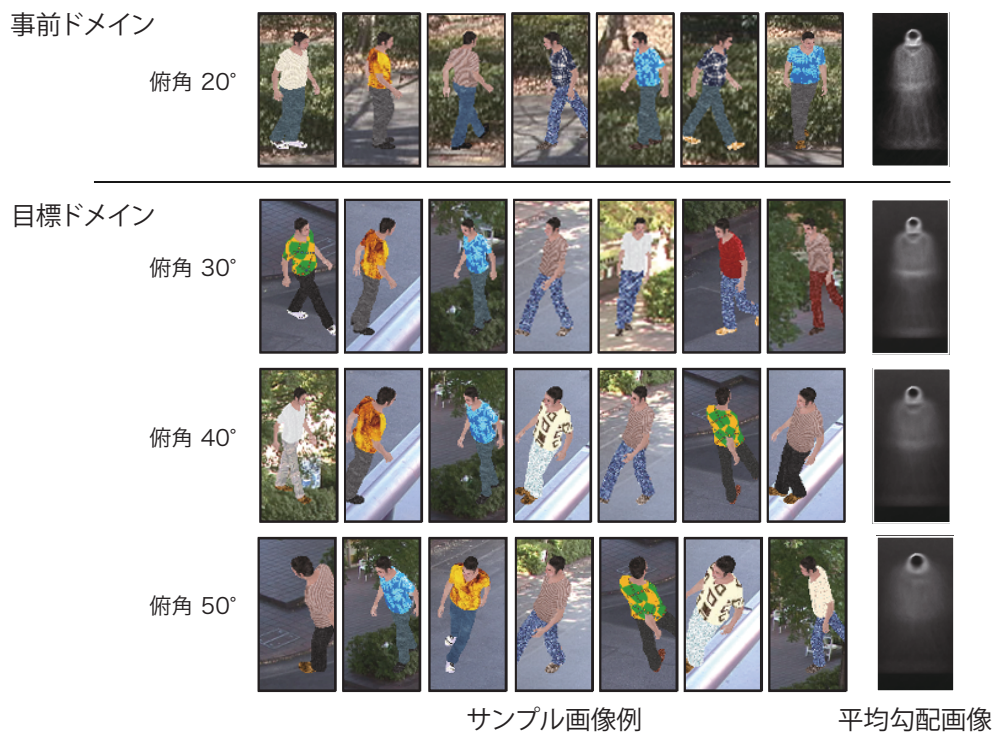 事前ドメイン
俯角 20°
目標ドメイン
俯角 30°
俯角 40°
俯角 50°
サンプル画像例
平均勾配画像